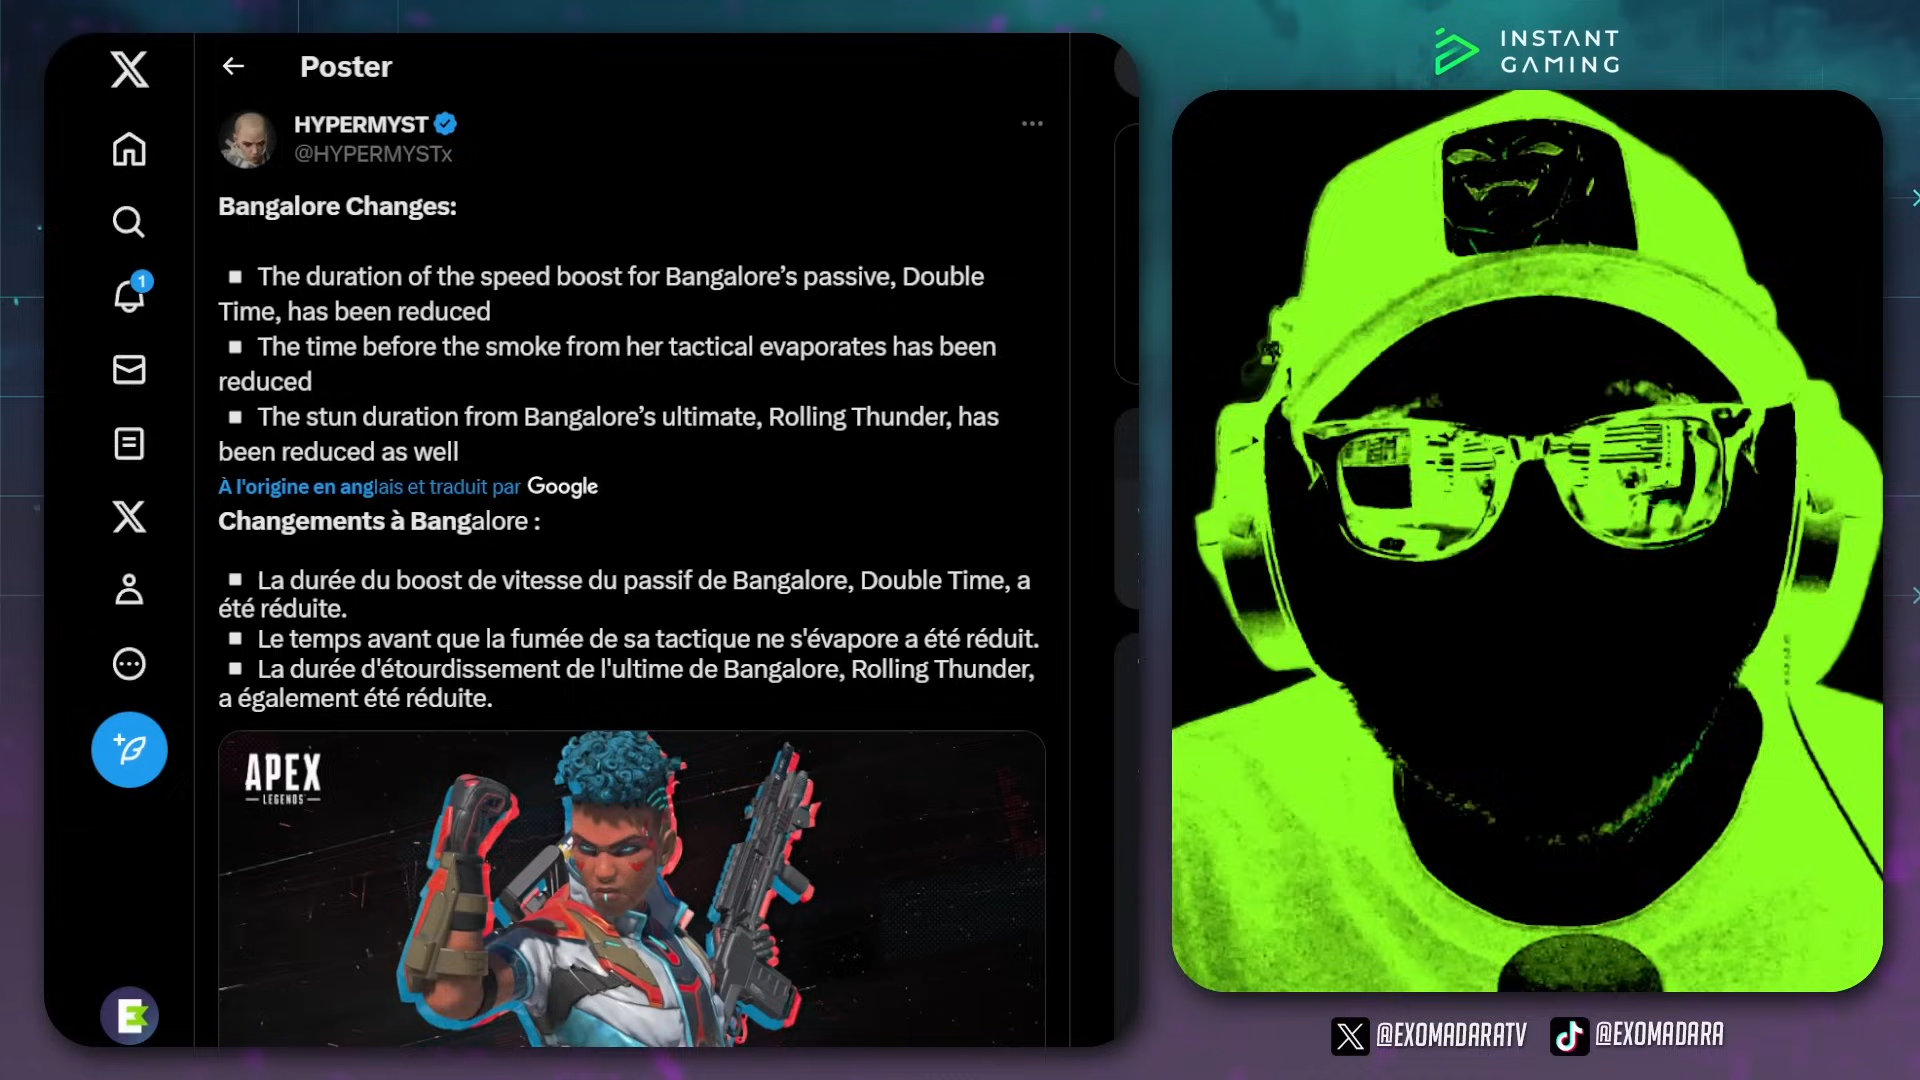 Poster
HYPERMYST
@HYPERMYSTx
Bangalore Changes:
▪ The duration of the speed boost for Bangalore’s passive, Double
Time, has been reduced
▪ The time before the smoke from her tactical evaporates has been
reduced
▪ The stun duration from Bangalore’s ultimate, Rolling Thunder, has
been reduced as well
À l'origine en anglais et traduit par Google
Changements à Bangalore :
▪ La durée du boost de vitesse du passif de Bangalore, Double Time, a
été réduite.
▪ Le temps avant que la fumée de sa tactique ne s'évapore a été réduit.
▪ La durée d'étourdissement de l'ultime de Bangalore, Rolling Thunder,
a également été réduite.
APEX
LEGENDS
1
INSTANT
GAMING
@EXOMADARATV
@EXOMADARA